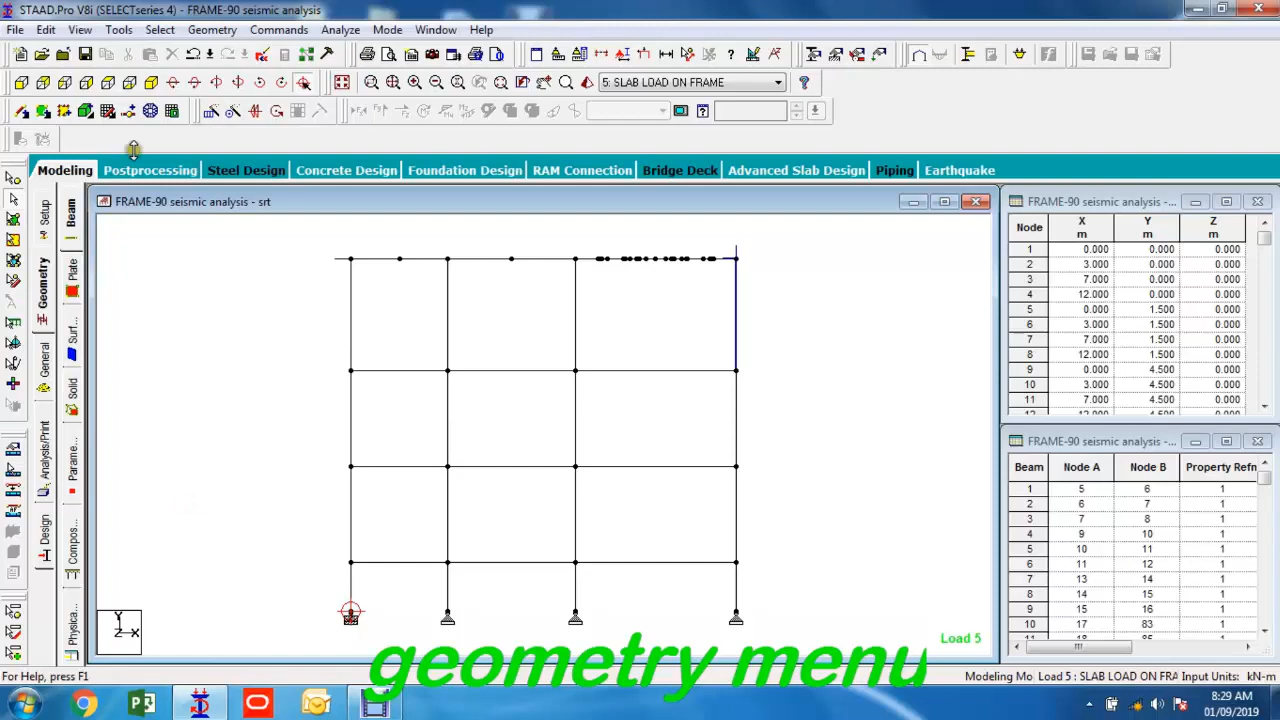 STAAD.Pro V8i (SELECTseries 4) - FRAME-90 seismic analysis
File Edit View Tools Select Geometry Commands Analyze Mode Window Help
5: SLAB LOAD ON FRAME
Modeling Postprocessing Steel Design Concrete Design Foundation Design RAM Connection Bridge Deck Advanced Slab Design Piping Earthquake
Setup
Geometry
General
Analysis/Print
Design
Beam
Plate
Surf...
Solid
Parame...
Compos...
Physica...
FRAME-90 seismic analysis - srt
Load 5
Y
Z X
FRAME-90 seismic analysis -...
Node X m Y m Z m
1 0.000 0.000 0.000
2 3.000 0.000 0.000
3 7.000 0.000 0.000
4 12.000 0.000 0.000
5 0.000 1.500 0.000
6 3.000 1.500 0.000
7 7.000 1.500 0.000
8 12.000 1.500 0.000
9 0.000 4.500 0.000
10 3.000 4.500 0.000
11 7.000 4.500 0.000
FRAME-90 seismic analysis -...
Beam Node A Node B Property Refn
1 5 6 1
2 6 7 1
3 7 8 1
4 9 10 1
5 10 11 1
6 11 12 1
7 13 14 1
8 14 15 1
9 15 16 1
10 17 83 1
geometry menu
For Help, press F1
Modeling Mo Load 5 : SLAB LOAD ON FRA Input Units: kN-m
8:29 AM
01/09/2019